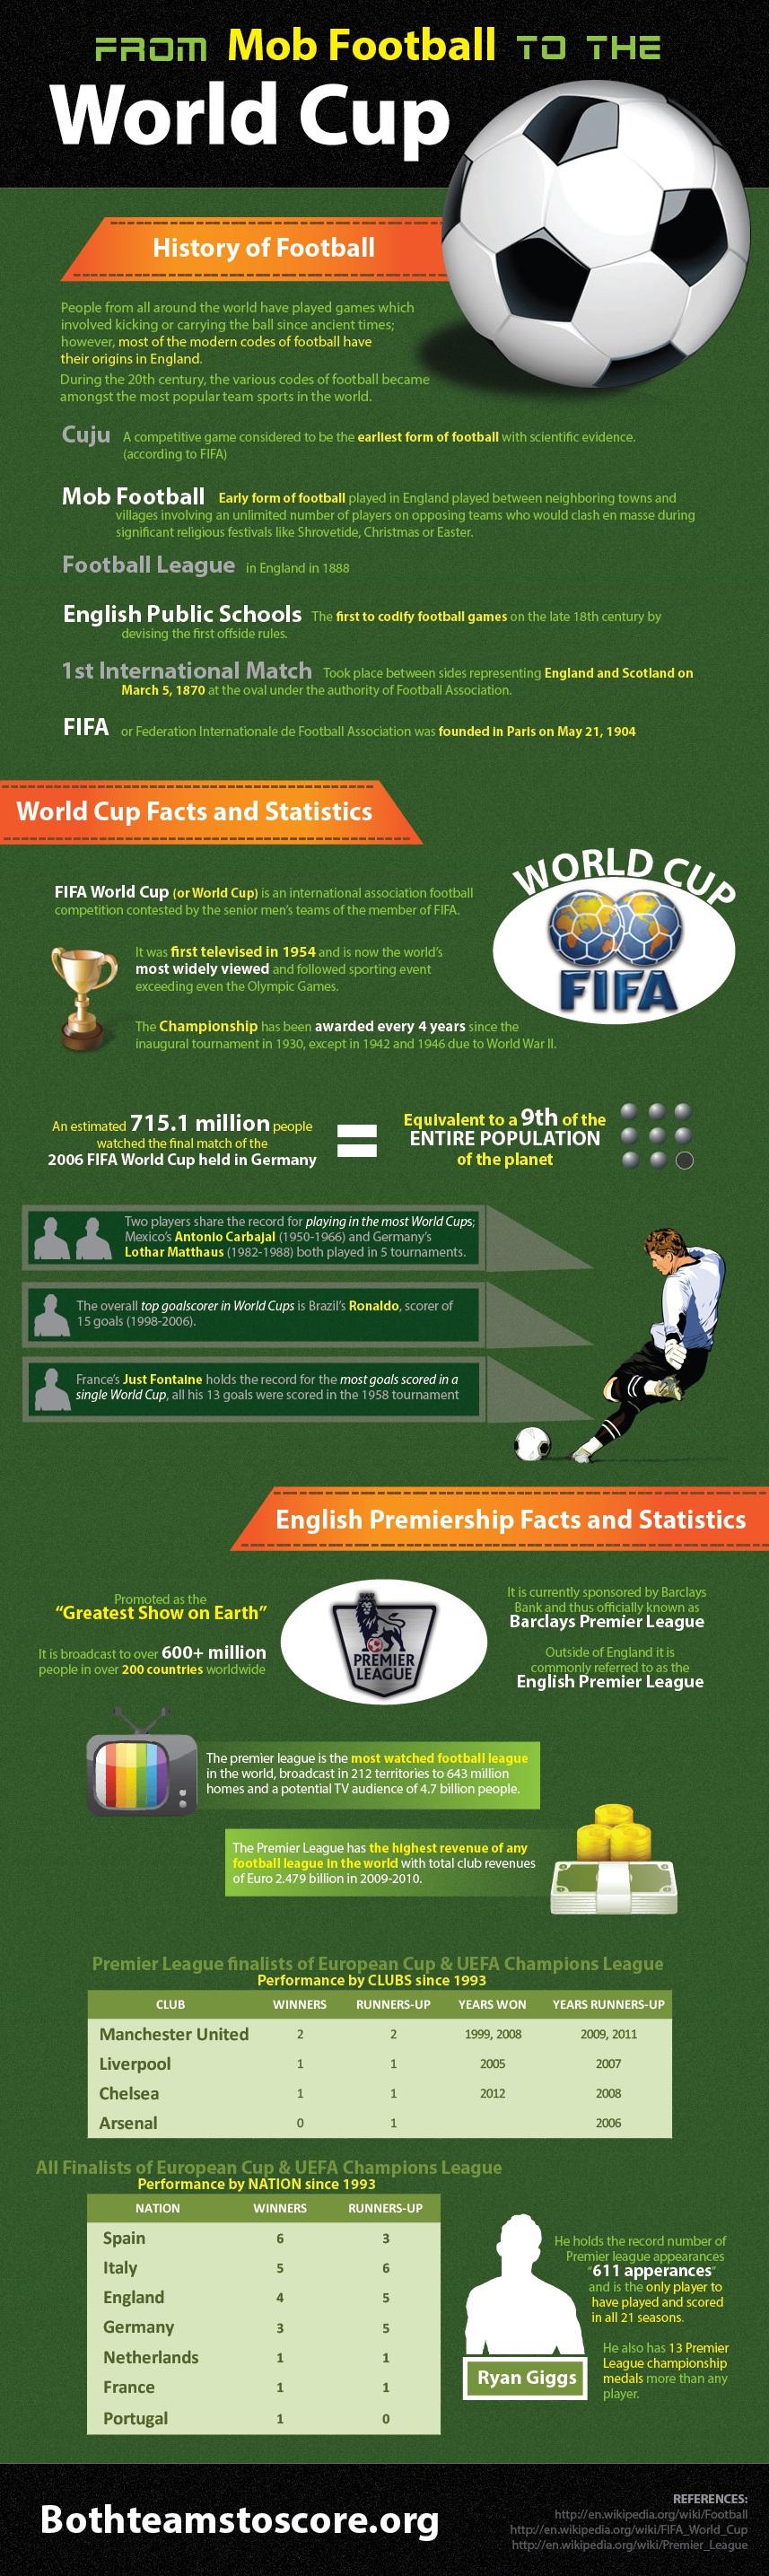 FROM Mob Football TO THE
World Cup
History of Football
People from all around the world have played games which
involved kicking or carrying the ball since ancient times;
however, most of the modern codes of football have
their origins in England.
During the 20th century, the various codes of football became
amongst the most popular team sports in the world.
Cuju A competitive game considered to be the earliest form of football with scientific evidence.
(according to FIFA)
Mob Football Early form of football played in England played between neighboring towns and
villages involving an unlimited number of players on opposing teams who would clash en masse during
significant religious festivals like Shrovetide, Christmas or Easter.
Football League in England in 1888
English Public Schools The first to codify football games on the late 18th century by
devising the first offside rules.
1st International Match Took place between sides representing England and Scotland on
March 5, 1870 at the oval under the authority of Football Association.
FIFA or Federation Internationale de Football Association was founded in Paris on May 21, 1904
World Cup Facts and Statistics
FIFA World Cup (or World Cup) is an international association football
competition contested by the senior men's teams of the member of FIFA.
WORLD CUP
FIFA
It was first televised in 1954 and is now the world's
most widely viewed and followed sporting event
exceeding even the Olympic Games.
The Championship has been awarded every 4 years since the
inaugural tournament in 1930, except in 1942 and 1946 due to World War II.
An estimated 715.1 million people
watched the final match of the
2006 FIFA World Cup held in Germany
Equivalent to a 9th of the
ENTIRE POPULATION
of the planet
Two players share the record for playing in the most World Cups;
Mexico's Antonio Carbajal (1950-1966) and Germany's
Lothar Matthaus (1982-1988) both played in 5 tournaments.
The overall top goalscorer in World Cups is Brazil's Ronaldo, scorer of
15 goals (1998-2006).
France's Just Fontaine holds the record for the most goals scored in a
single World Cup, all his 13 goals were scored in the 1958 tournament
English Premiership Facts and Statistics
Promoted as the
"Greatest Show on Earth"
It is broadcast to over 600+ million
people in over 200 countries worldwide
PREMIER
LEAGUE
It is currently sponsored by Barclays
Bank and thus officially known as
Barclays Premier League
Outside of England it is
commonly referred to as the
English Premier League
The premier league is the most watched football league
in the world, broadcast in 212 territories to 643 million
homes and a potential TV audience of 4.7 billion people.
The Premier League has the highest revenue of any
football league in the world with total club revenues
of Euro 2.479 billion in 2009-2010.
Premier League finalists of European Cup & UEFA Champions League
Performance by CLUBS since 1993
CLUB WINNERS RUNNERS-UP YEARS WON YEARS RUNNERS-UP
Manchester United 2 2 1999, 2008 2009, 2011
Liverpool 1 1 2005 2007
Chelsea 1 1 2012 2008
Arsenal 0 1 2006
All Finalists of European Cup & UEFA Champions League
Performance by NATION since 1993
NATION WINNERS RUNNERS-UP
Spain 6 3
Italy 5 6
England 4 5
Germany 3 5
Netherlands 1 1
France 1 1
Portugal 1 0
He holds the record number of
Premier league appearances
"611 apperances"
and is the only player to
have played and scored
in all 21 seasons.
He also has 13 Premier
League championship
medals more than any
player.
Ryan Giggs
Bothteamstoscore.org
REFERENCES:
http://en.wikipedia.org/wiki/Football
http://en.wikipedia.org/wiki/FIFA_World_Cup
http://en.wikipedia.org/wiki/Premier_League